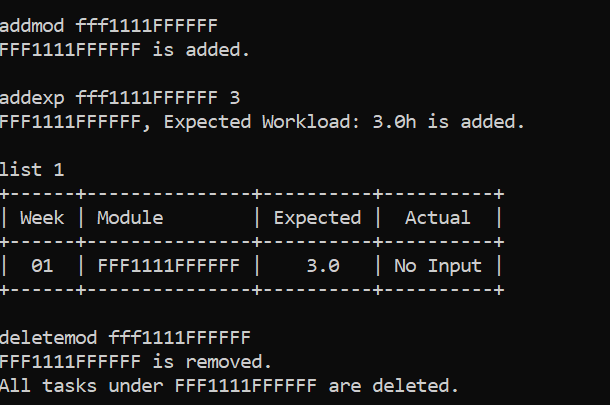 addmod fff1111FFFFFF
FFF1111FFFFFF is added.
addexp fff1111FFFFFF 3
FFF1111FFFFFF, Expected Workload: 3.0h is added.
list 1
+------+---------------+----------+----------+
| Week | Module        | Expected |  Actual  |
+------+---------------+----------+----------+
|  01  | FFF1111FFFFFF |   3.0    | No Input |
+------+---------------+----------+----------+
deletemod fff1111FFFFFF
FFF1111FFFFFF is removed.
All tasks under FFF1111FFFFFF are deleted.